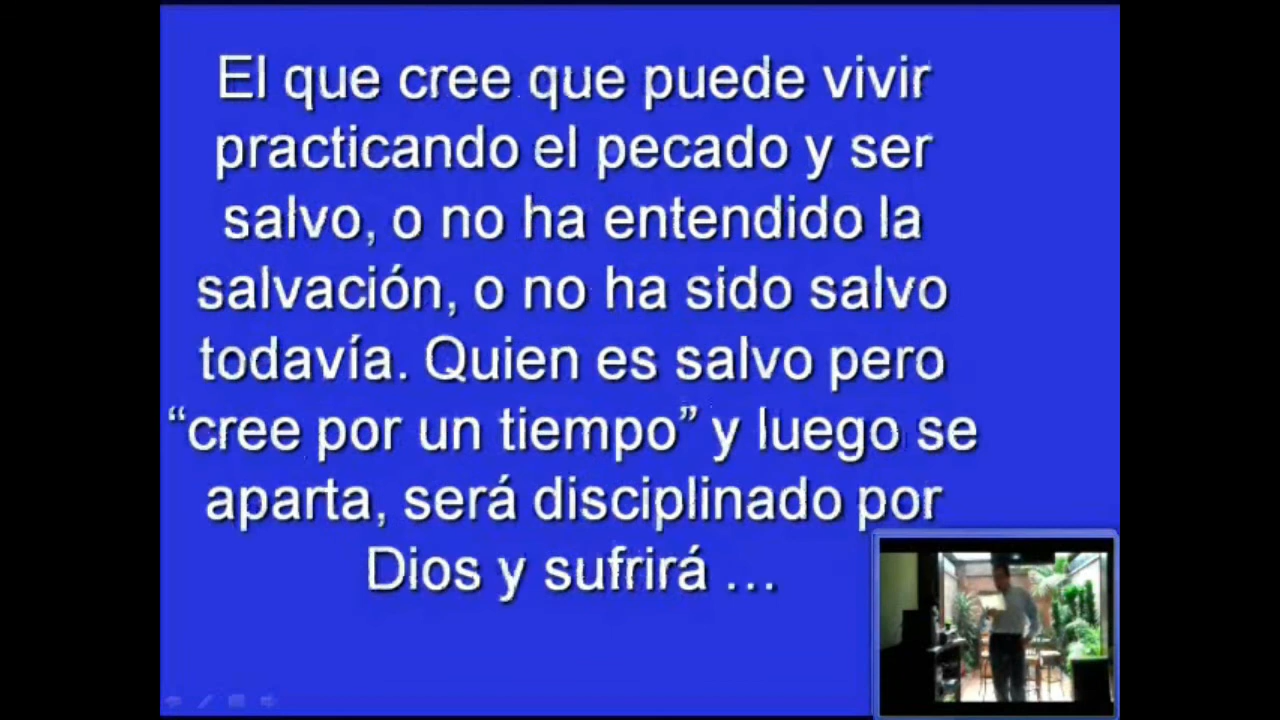 El que cree que puede vivir
practicando el pecado y ser
salvo, o no ha entendido la
salvación, o no ha sido salvo
todavía. Quien es salvo pero
“cree por un tiempo” y luego se
aparta, será disciplinado por
Dios y sufrirá ...